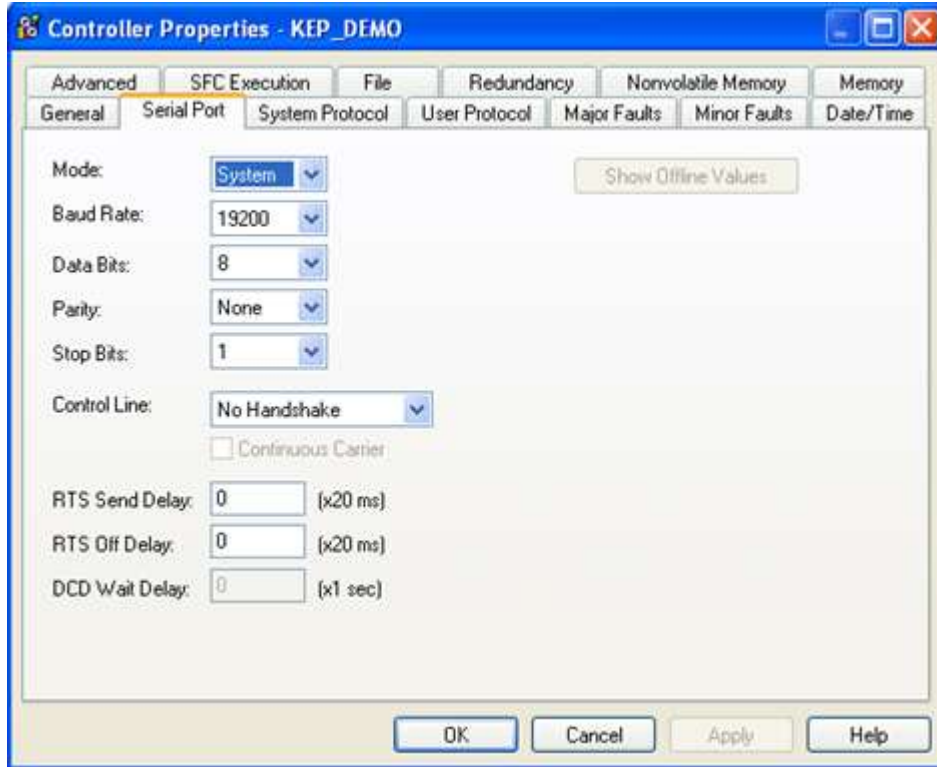 Controller Properties - KEP_DEMO
Advanced SFC Execution File Redundancy Nonvolatile Memory Memory
General Serial Port System Protocol User Protocol Major Faults Minor Faults Date/Time
Mode: System Show Offline Values
Baud Rate: 19200
Data Bits: 8
Parity: None
Stop Bits: 1
Control Line: No Handshake
Continuous Carrier
RTS Send Delay: 0 (x20 ms)
RTS Off Delay: 0 (x20 ms)
DCD Wait Delay: 0 (x1 sec)
OK Cancel Apply Help